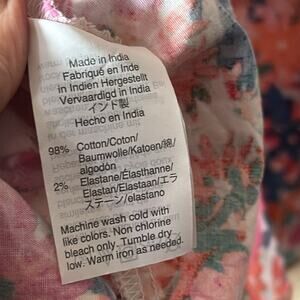 Made in India
Fabriqué en Inde
in Indien Hergestellt
Vervaardigd in India
インド製
Hecho en India
98% Cotton/Coton/
Baumwolle/Katoen/綿/
algodón
2% Elastane/Élasthanne/
Elastan/Elastaan/エラ
ステーン/elastano
Machine wash cold with
like colors. Non chlorine
bleach only. Tumble dry
low. Warm iron as needed.